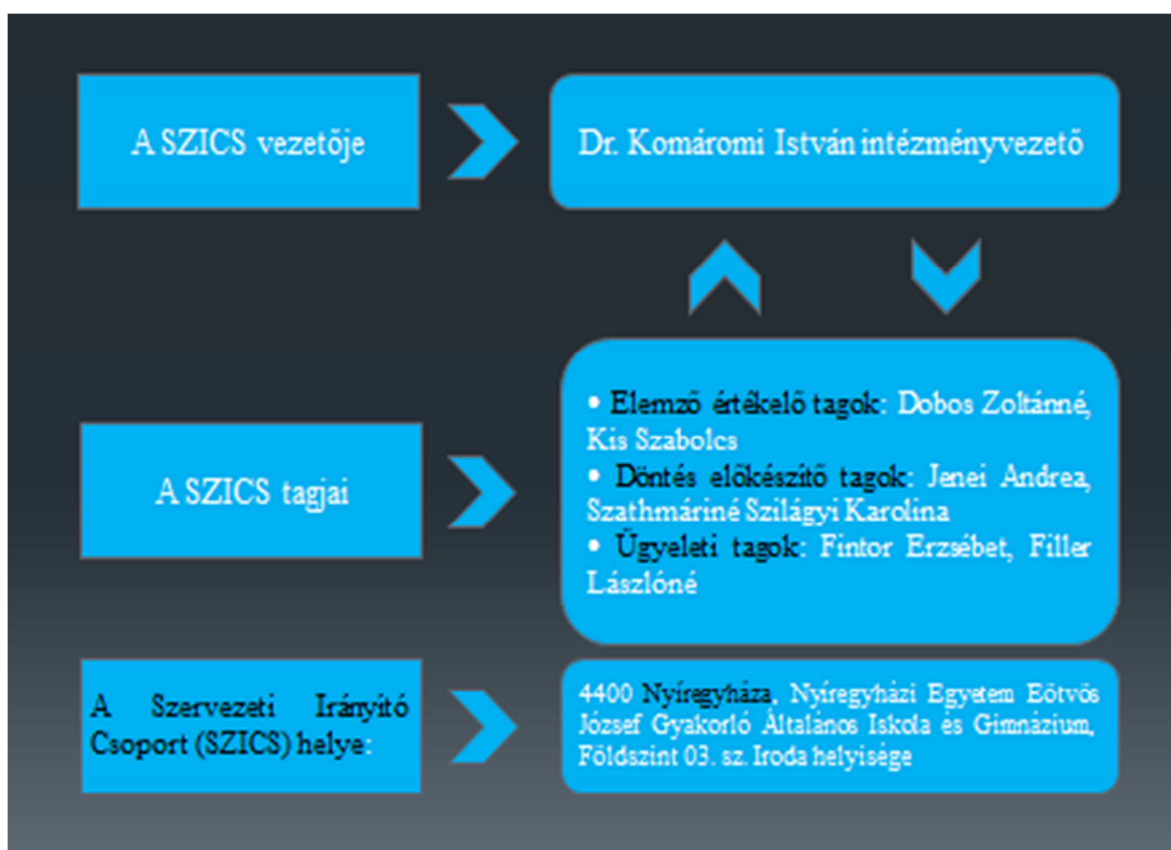 A SZICS vezetője
Dr. Komáromi István intézményvezető
A SZICS tagjai
• Elemző értékelő tagok: Dobos Zoltánné,
Kis Szabolcs
• Döntés előkészítő tagok: Jenei Andrea,
Szathmáriné Szilágyi Karolina
• Ügyeleti tagok: Fintor Erzsébet, Filler
Lászlóné
A Szervezeti Irányító
Csoport (SZICS) helye:
4400 Nyíregyháza, Nyíregyházi Egyetem Eötvös
József Gyakorló Általános Iskola és Gimnázium,
Földszint 03. sz. Iroda helyisége